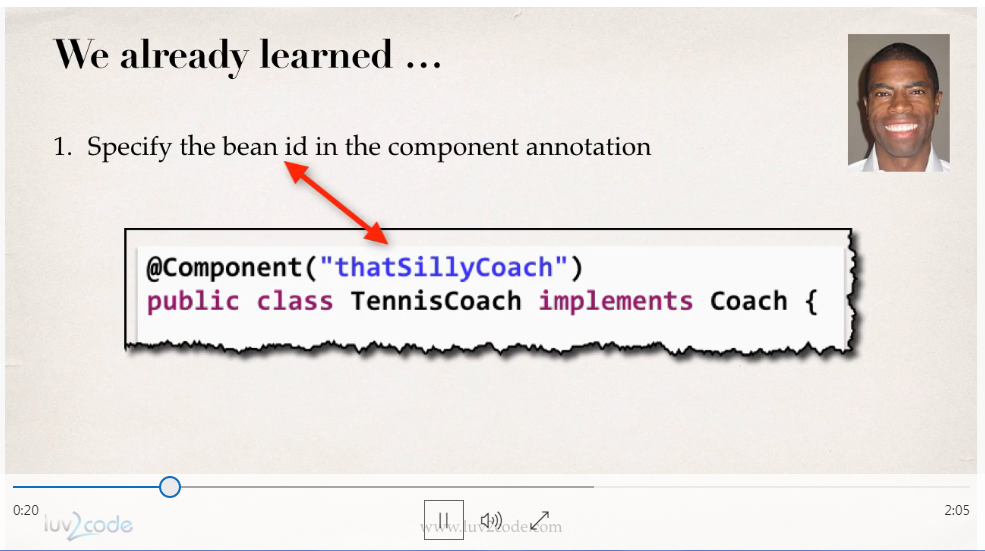 We already learned ...
1. Specify the bean id in the component annotation
@Component("thatSillyCoach")
public class TennisCoach implements Coach {
0:20
2:05
luv2code
www.luv2code.com